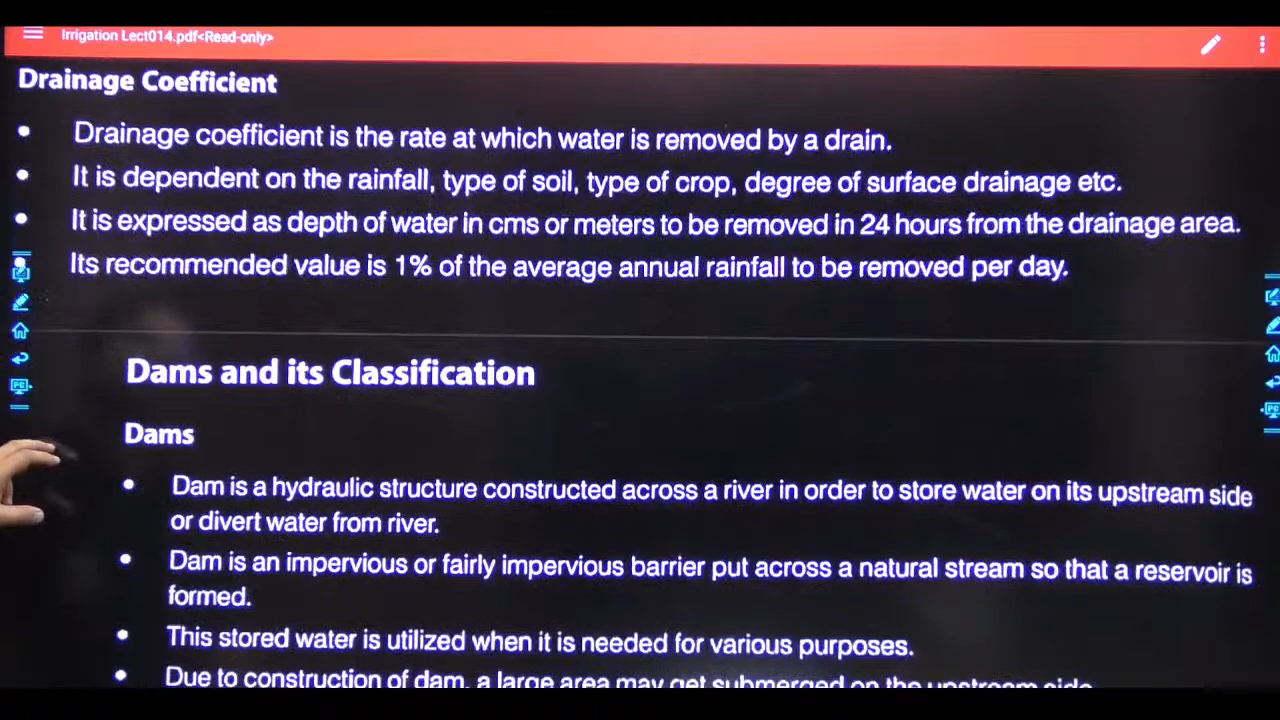 Irrigation Lect014.pdf<Read-only>
Drainage Coefficient
• Drainage coefficient is the rate at which water is removed by a drain.
• It is dependent on the rainfall, type of soil, type of crop, degree of surface drainage etc.
• It is expressed as depth of water in cms or meters to be removed in 24 hours from the drainage area.
Its recommended value is 1% of the average annual rainfall to be removed per day.
Dams and its Classification
Dams
• Dam is a hydraulic structure constructed across a river in order to store water on its upstream side
or divert water from river.
• Dam is an impervious or fairly impervious barrier put across a natural stream so that a reservoir is
formed.
• This stored water is utilized when it is needed for various purposes.
• Due to construction of dam, a large area may get submerged on the upstream side.
PC
PC